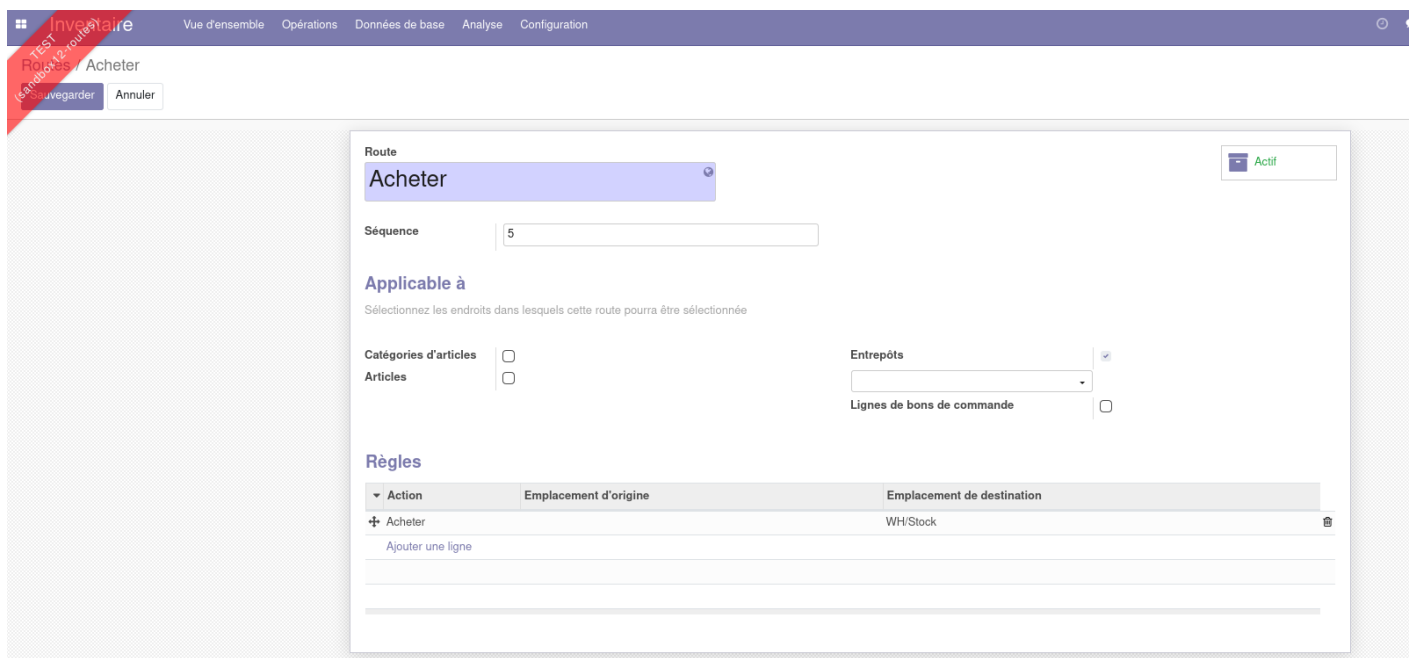 Inventaire Vue d'ensemble Opérations Données de base Analyse Configuration
TEST
(sandbox12-routes)
Routes / Acheter
Sauvegarder Annuler
Route
Acheter
Actif
Séquence 5
Applicable à
Sélectionnez les endroits dans lesquels cette route pourra être sélectionnée
Catégories d'articles Entrepôts
Articles
Lignes de bons de commande
Règles
Action Emplacement d'origine Emplacement de destination
Acheter WH/Stock
Ajouter une ligne